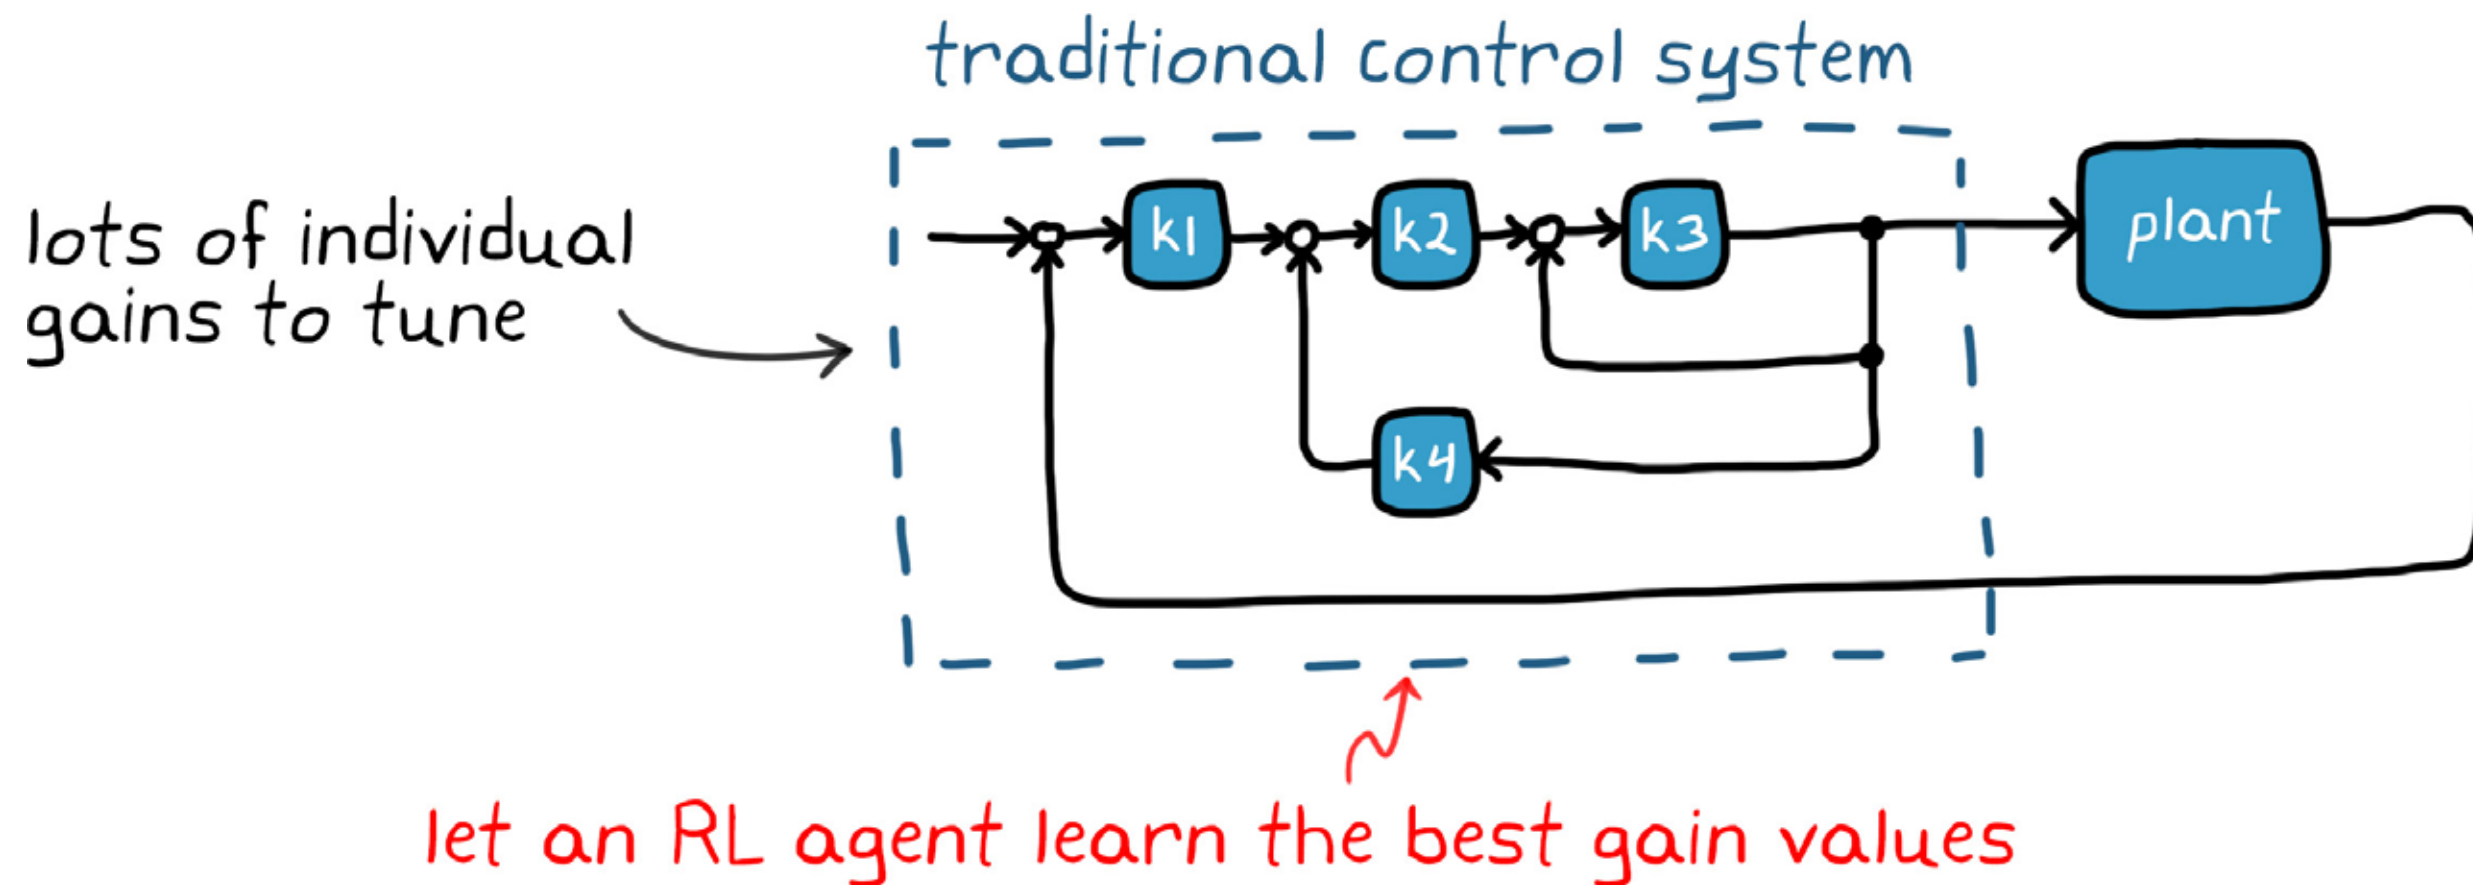 traditional control system
lots of individual
gains to tune
k1
k2
k3
plant
k4
let an RL agent learn the best gain values